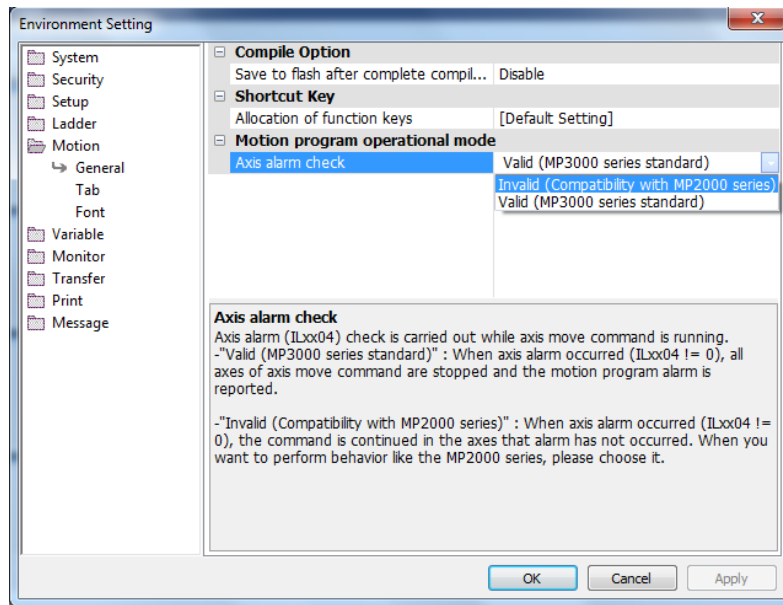 Environment Setting
System
Security
Setup
Ladder
Motion
General
Tab
Font
Variable
Monitor
Transfer
Print
Message
Compile Option
Save to flash after complete compil... Disable
Shortcut Key
Allocation of function keys [Default Setting]
Motion program operational mode
Axis alarm check Valid (MP3000 series standard)
Invalid (Compatibility with MP2000 series)
Valid (MP3000 series standard)
Axis alarm check
Axis alarm (ILxx04) check is carried out while axis move command is running.
-"Valid (MP3000 series standard)" : When axis alarm occurred (ILxx04 != 0), all
axes of axis move command are stopped and the motion program alarm is
reported.
-"Invalid (Compatibility with MP2000 series)" : When axis alarm occurred (ILxx04 !=
0), the command is continued in the axes that alarm has not occurred. When you
want to perform behavior like the MP2000 series, please choose it.
OK Cancel Apply